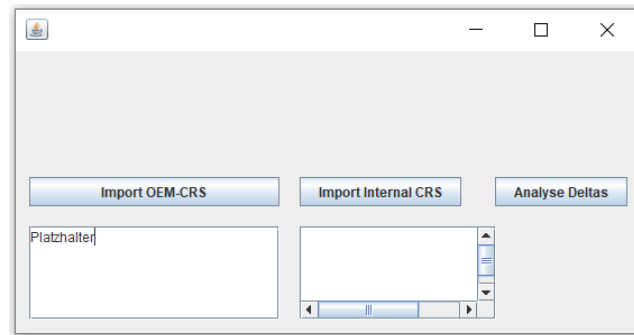 Import OEM-CRS
Import Internal CRS
Analyse Deltas
Platzhalter